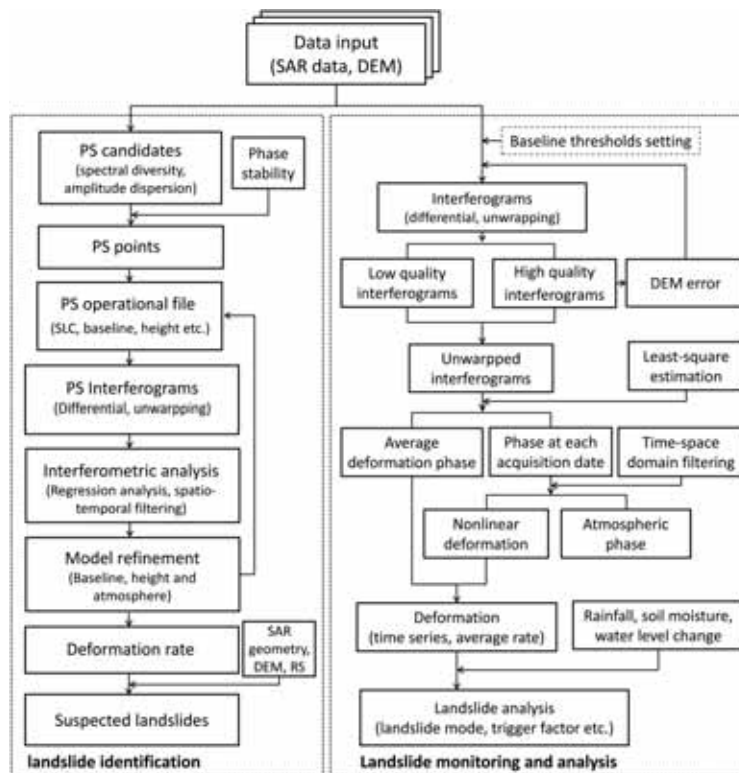 Data input
(SAR data, DEM)
PS candidates
(spectral diversity,
amplitude dispersion)
Phase
stability
PS points
PS operational file
(SLC, baseline, height etc.)
PS Interferograms
(Differential, unwarpping)
Interferometric analysis
(Regression analysis, spatio-
temporal filtering)
Model refinement
(Baseline, height and
atmosphere)
Deformation rate
SAR
geometry,
DEM, RS
Suspected landslides
landslide identification
Baseline thresholds setting
Interferograms
(differential, unwrapping)
Low quality
interferograms
High quality
interferograms
DEM error
Unwarpped
interferograms
Least-square
estimation
Average
deformation phase
Phase at each
acquisition date
Time-space
domain filtering
Nonlinear
deformation
Atmospheric
phase
Deformation
(time series, average rate)
Rainfall, soil moisture,
water level change
Landslide analysis
(landslide mode, trigger factor etc.)
Landslide monitoring and analysis